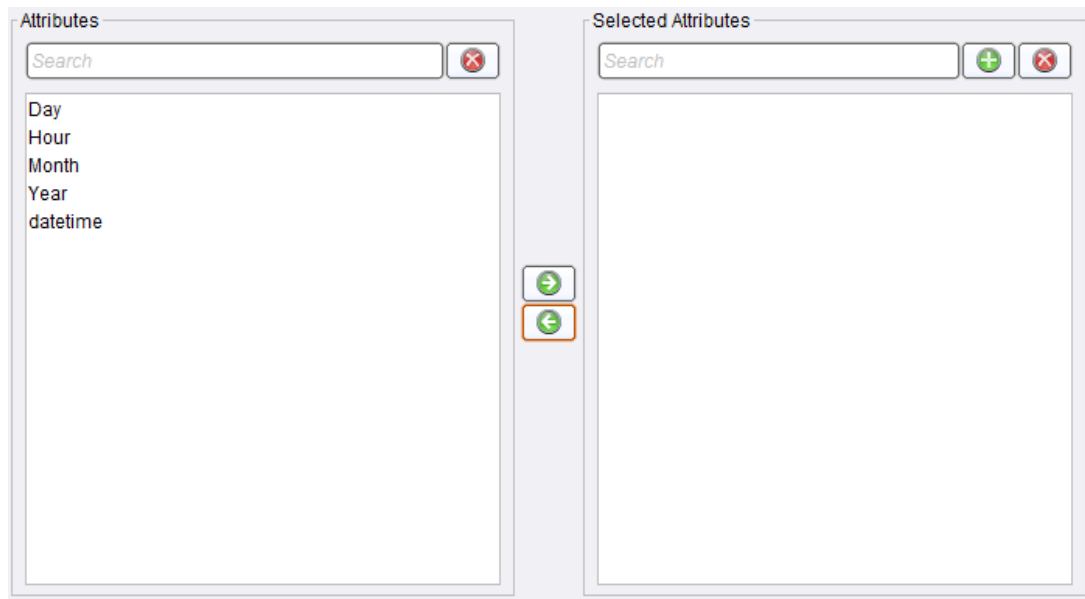 Attributes
Search
Day
Hour
Month
Year
datetime
Selected Attributes
Search